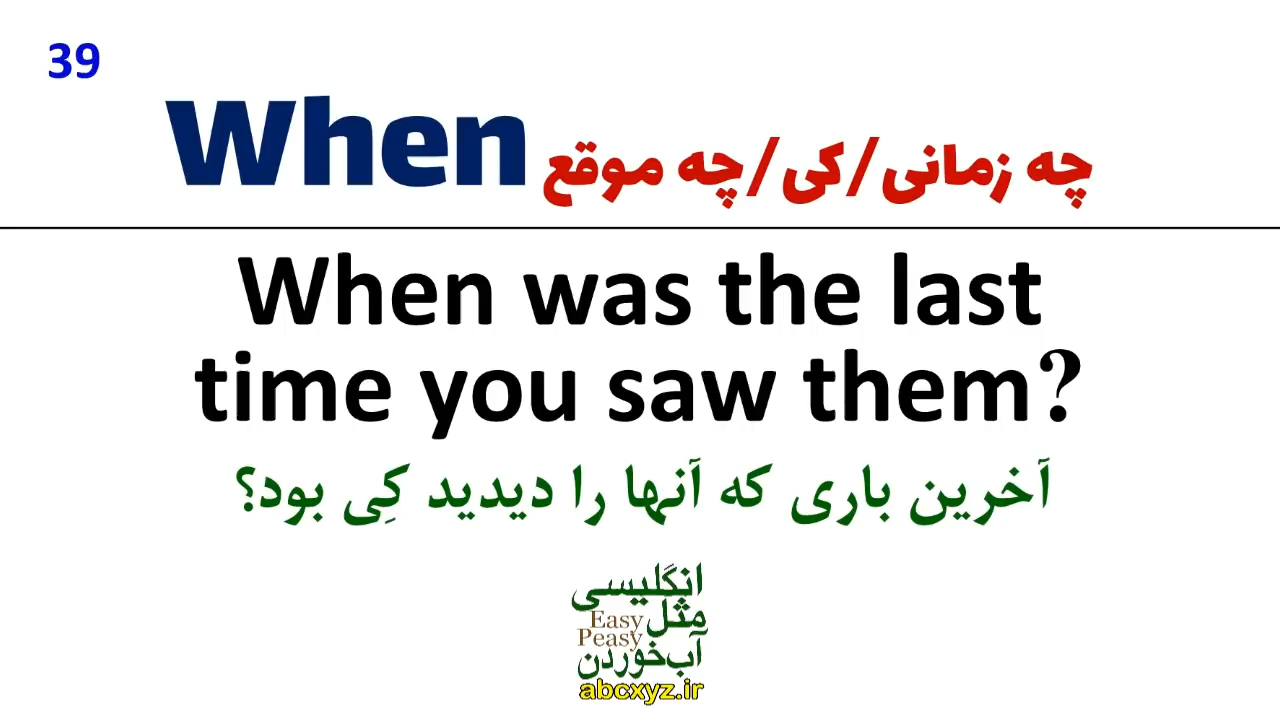 39
When چه زمانی/کی/چه موقع
When was the last
time you saw them?
آخرین باری که آنها را دیدید کِی بود؟
انگلیسی
مثل Easy
Peasy
آب‌خوردن
abcxyz.ir